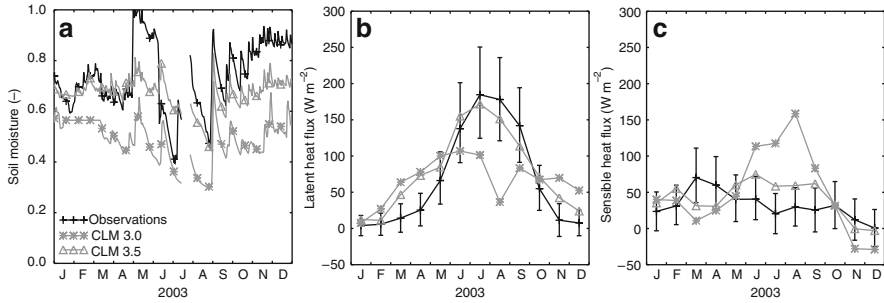 a
Soil moisture (–)
1.0
0.8
0.6
0.4
0.2
0.0
Observations
CLM 3.0
CLM 3.5
J F M A M J J A S O N D
2003
b
Latent heat flux (W m⁻²)
300
250
200
150
100
50
0
−50
J F M A M J J A S O N D
2003
c
Sensible heat flux (W m⁻²)
300
250
200
150
100
50
0
−50
J F M A M J J A S O N D
2003